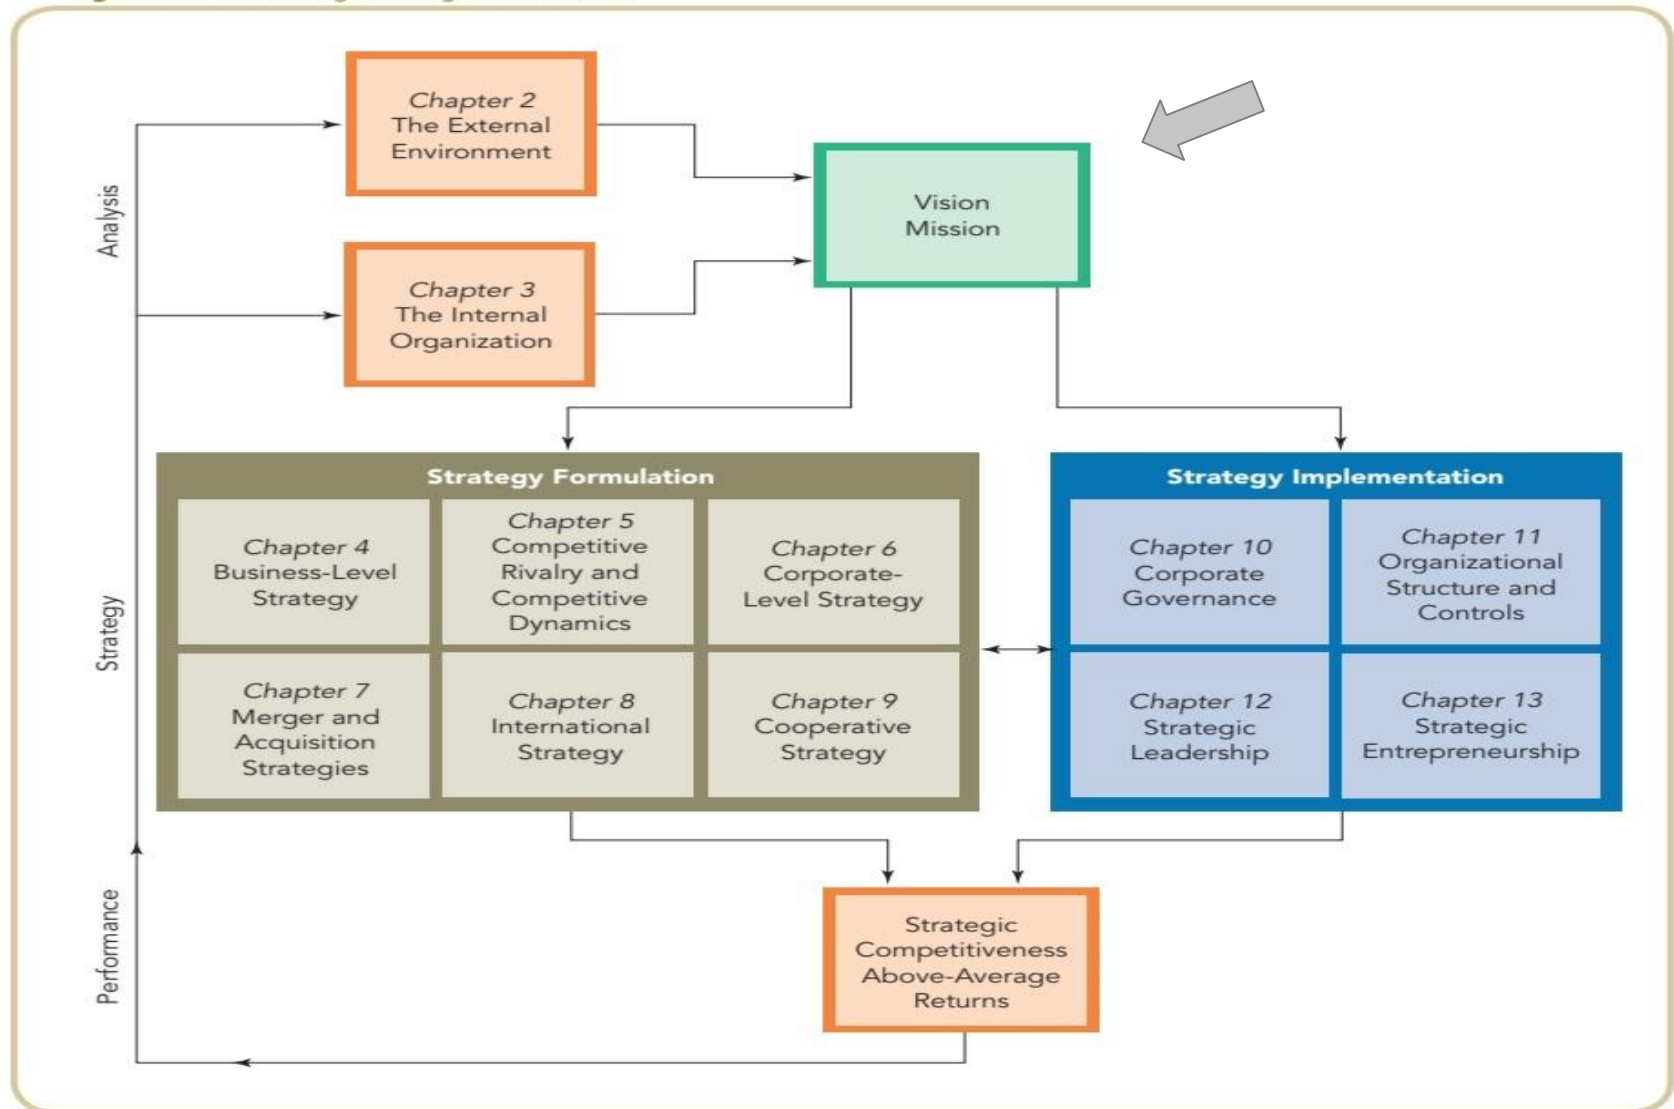 Analysis
Chapter 2
The External
Environment
Chapter 3
The Internal
Organization
Vision
Mission
Strategy
Strategy Formulation
Chapter 4
Business-Level
Strategy
Chapter 5
Competitive
Rivalry and
Competitive
Dynamics
Chapter 6
Corporate-
Level Strategy
Chapter 7
Merger and
Acquisition
Strategies
Chapter 8
International
Strategy
Chapter 9
Cooperative
Strategy
Strategy Implementation
Chapter 10
Corporate
Governance
Chapter 11
Organizational
Structure and
Controls
Chapter 12
Strategic
Leadership
Chapter 13
Strategic
Entrepreneurship
Performance
Strategic
Competitiveness
Above-Average
Returns